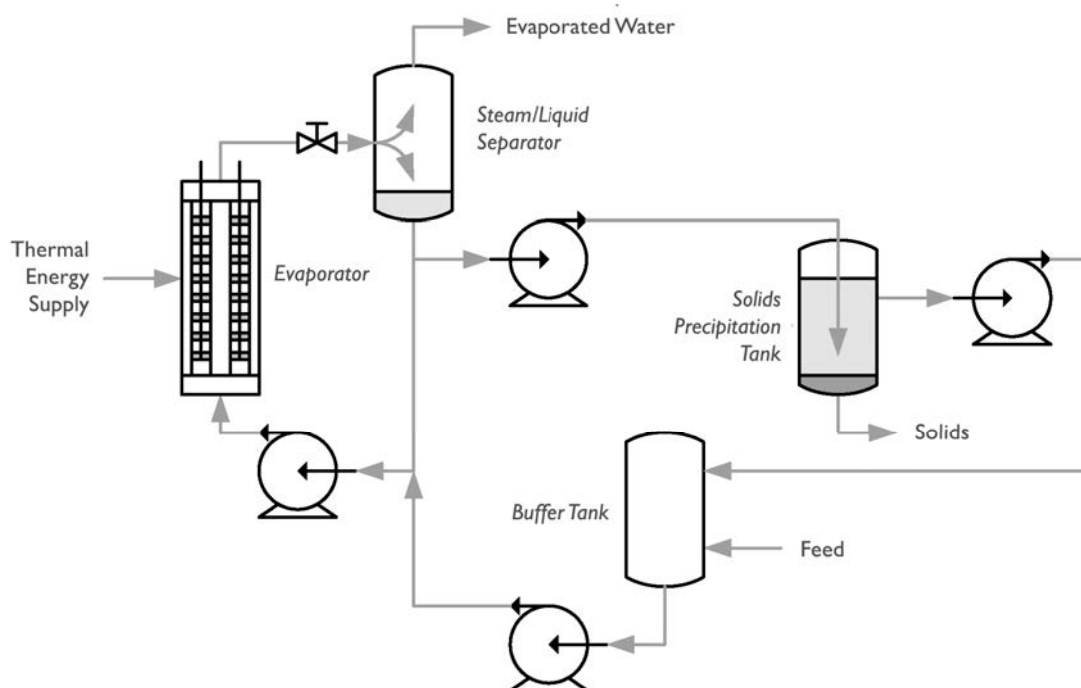 Evaporated Water
Steam/Liquid
Separator
Thermal
Energy
Supply
Evaporator
Solids
Precipitation
Tank
Solids
Buffer Tank
Feed